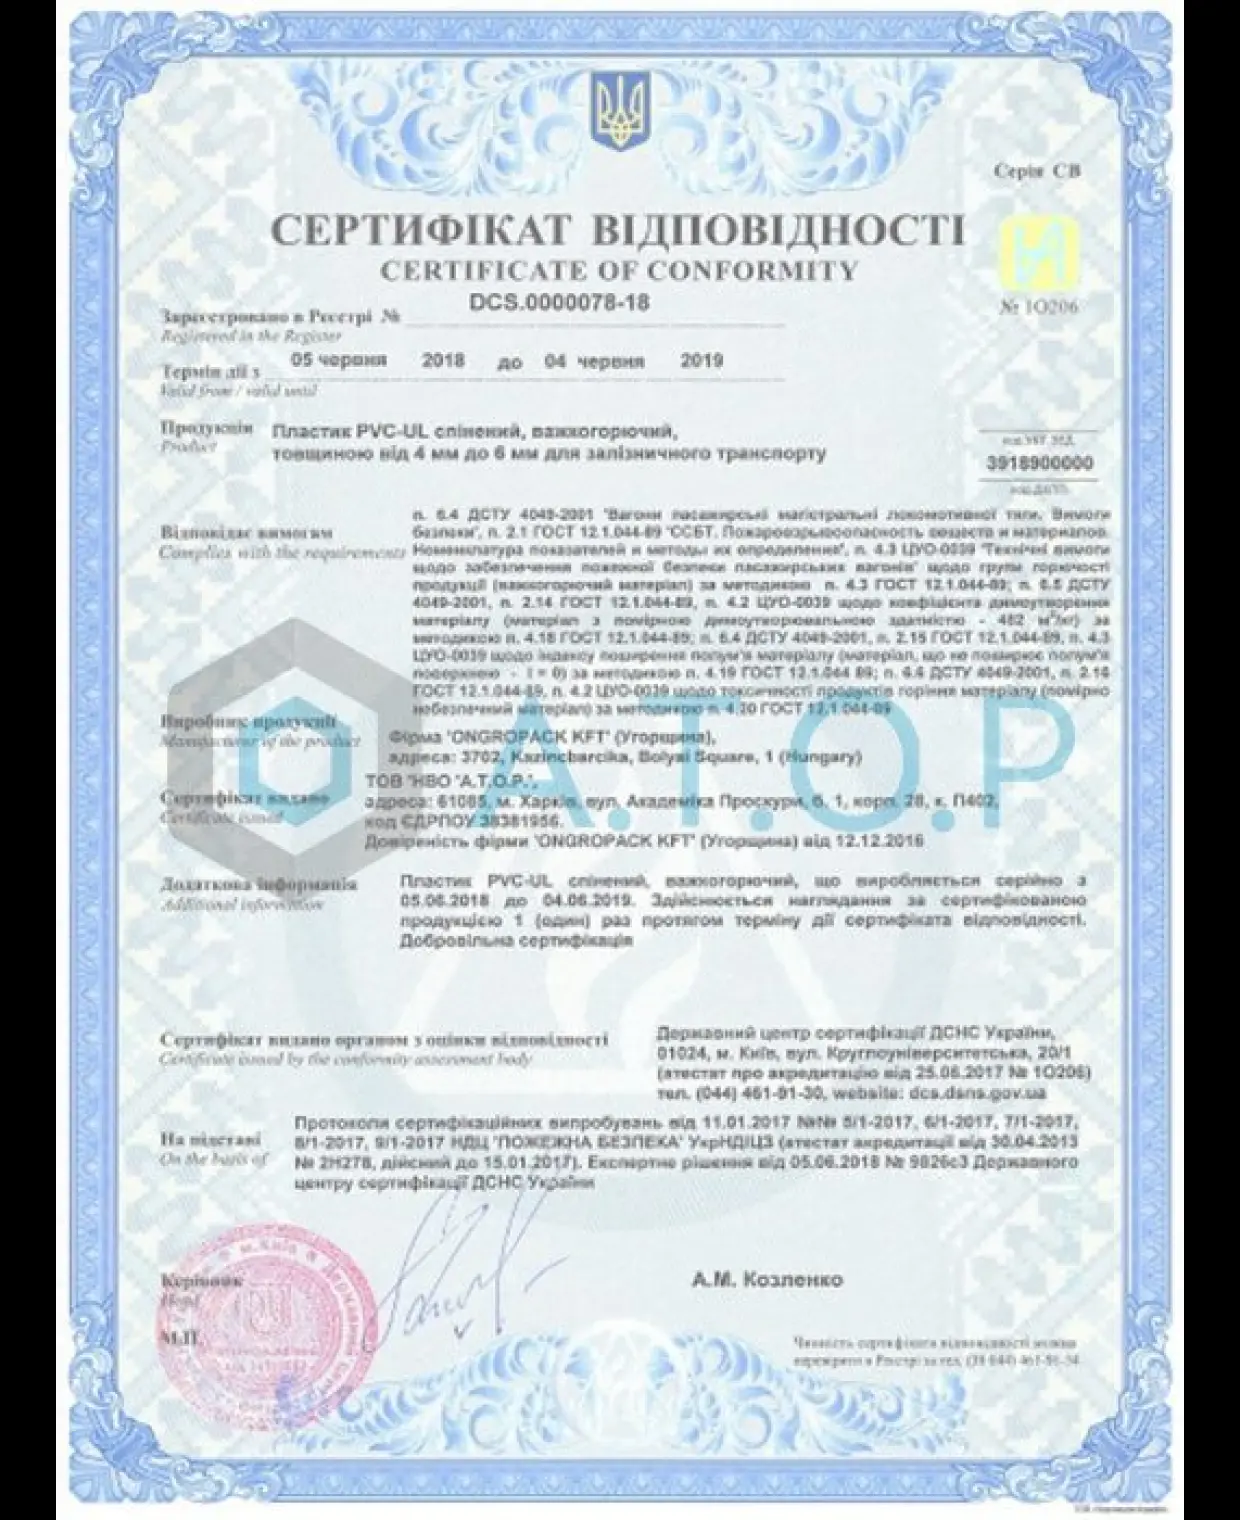 Серія СВ
СЕРТИФІКАТ ВІДПОВІДНОСТІ
CERTIFICATE OF CONFORMITY
№ 1О206
DCS.0000078-18
Зареєстровано в Реєстрі №
Registered in the Register
Термін дії з 05 червня 2018 до 04 червня 2019
Valid from / valid until
Продукція
Product
Пластик PVC-UL спінений, важкогорючий,
товщиною від 4 мм до 6 мм для залізничного транспорту
3918900000
Відповідає вимогам
Complies with the requirements
п. 6.4 ДСТУ 4049-2001 "Вагони пасажирські магістральні локомотивної тяги. Вимоги
безпеки", п. 2.1 ГОСТ 12.1.044-89 "ССБТ. Пожаровзрывоопасность веществ и материалов.
Номенклатура показателей и методы их определения", п. 4.3 ЦУО-0039 "Технічні вимоги
щодо забезпечення пожежної безпеки пасажирських вагонів" щодо групи горючості
продукції (важкогорючий матеріал) за методикою п. 4.3 ГОСТ 12.1.044-89; п. 6.5 ДСТУ
4049-2001, п. 2.14 ГОСТ 12.1.044-89, п. 4.2 ЦУО-0039 щодо коефіцієнта димоутворення
матеріалу (матеріал з помірною димоутворювальною здатністю - 482 м²/кг) за
методикою п. 4.18 ГОСТ 12.1.044-89; п. 6.4 ДСТУ 4049-2001, п. 2.15 ГОСТ 12.1.044-89, п. 4.3
ЦУО-0039 щодо індексу поширення полум'я матеріалу (матеріал, що не поширює полум'я
поверхнею - I = 0) за методикою п. 4.19 ГОСТ 12.1.044 89; п. 6.6 ДСТУ 4049-2001, п. 2.16
ГОСТ 12.1.044-89, п. 4.2 ЦУО-0039 щодо токсичності продуктів горіння матеріалу (помірно
небезпечний матеріал) за методикою п. 4.20 ГОСТ 12.1.044-89
Виробник продукції
Manufacturer of the product
Фірма "ONGROPACK KFT" (Угорщина),
адреса: 3702, Kazincbarcika, Bolyai Square, 1 (Hungary)
А.Т.О.Р
Сертифікат видано
Certificate issued
ТОВ "НВО "А.Т.О.Р.",
адреса: 61085, м. Харків, вул. Академіка Проскури, б. 1, корп. 28, к. П402,
код ЄДРПОУ 38381956.
Довіреність фірми "ONGROPACK KFT" (Угорщина) від 12.12.2016
Додаткова інформація
Additional information
Пластик PVC-UL спінений, важкогорючий, що виробляється серійно з
05.06.2018 до 04.06.2019. Здійснюється наглядання за сертифікованою
продукцією 1 (один) раз протягом терміну дії сертифіката відповідності.
Добровільна сертифікація
Сертифікат видано органом з оцінки відповідності
Certificate issued by the conformity assessment body
Державний центр сертифікації ДСНС України,
01024, м. Київ, вул. Круглоуніверситетська, 20/1
(атестат про акредитацію від 25.08.2017 № 1О206)
тел. (044) 461-91-30, website: dcs.dsns.gov.ua
На підставі
On the basis of
Протоколи сертифікаційних випробувань від 11.01.2017 №№ 5/1-2017, 6/1-2017, 7/1-2017,
8/1-2017, 9/1-2017 НДЦ "ПОЖЕЖНА БЕЗПЕКА" УкрНДІЦЗ (атестат акредитації від 30.04.2013
№ 2Н278, дійсний до 15.01.2017). Експертне рішення від 05.06.2018 № 9826с3 Державного
центру сертифікації ДСНС України
Керівник
Head
А.М. Козленко
М.П.
Чинність сертифіката відповідності можна
перевірити в Реєстрі за тел.